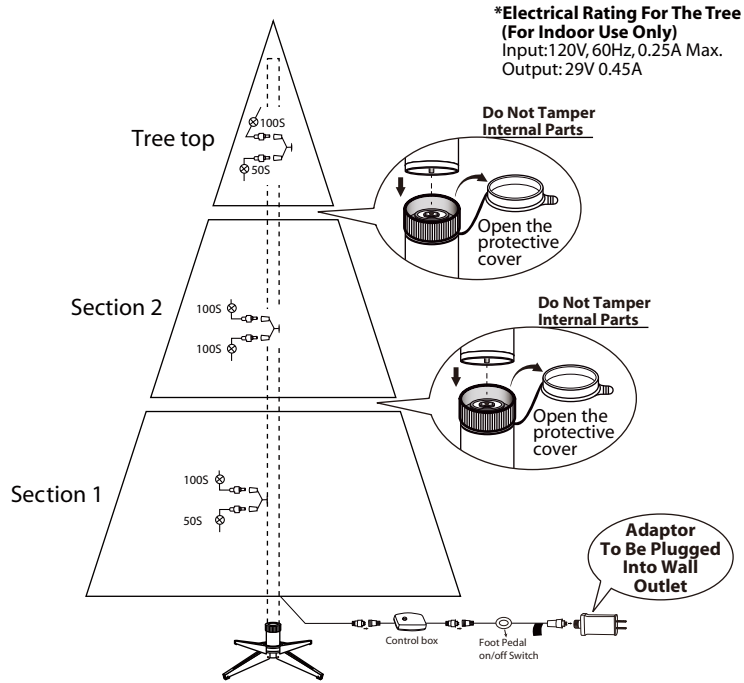 *Electrical Rating For The Tree
(For Indoor Use Only)
Input:120V, 60Hz, 0.25A Max.
Output: 29V 0.45A
Do Not Tamper
Internal Parts
100S
Tree top
50S
Open the
protective
cover
Section 2
100S
100S
Do Not Tamper
Internal Parts
Open the
protective
cover
Section 1
100S
50S
Adaptor
To Be Plugged
Into Wall
Outlet
Control box
Foot Pedal
on/off Switch